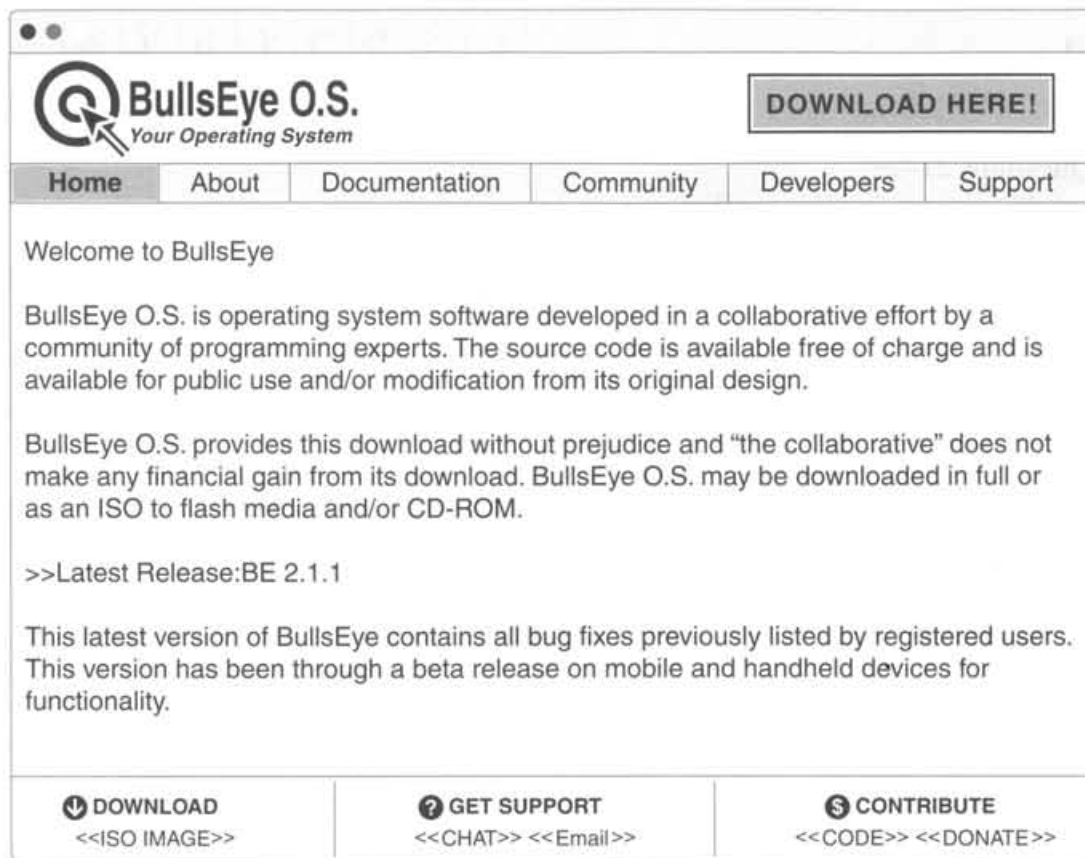 BullsEye O.S.
Your Operating System
DOWNLOAD HERE!
Home About Documentation Community Developers Support
Welcome to BullsEye
BullsEye O.S. is operating system software developed in a collaborative effort by a
community of programming experts. The source code is available free of charge and is
available for public use and/or modification from its original design.
BullsEye O.S. provides this download without prejudice and “the collaborative” does not
make any financial gain from its download. BullsEye O.S. may be downloaded in full or
as an ISO to flash media and/or CD-ROM.
>>Latest Release:BE 2.1.1
This latest version of BullsEye contains all bug fixes previously listed by registered users.
This version has been through a beta release on mobile and handheld devices for
functionality.
DOWNLOAD
<<ISO IMAGE>>
? GET SUPPORT
<<CHAT>> <<Email>>
$ CONTRIBUTE
<<CODE>> <<DONATE>>